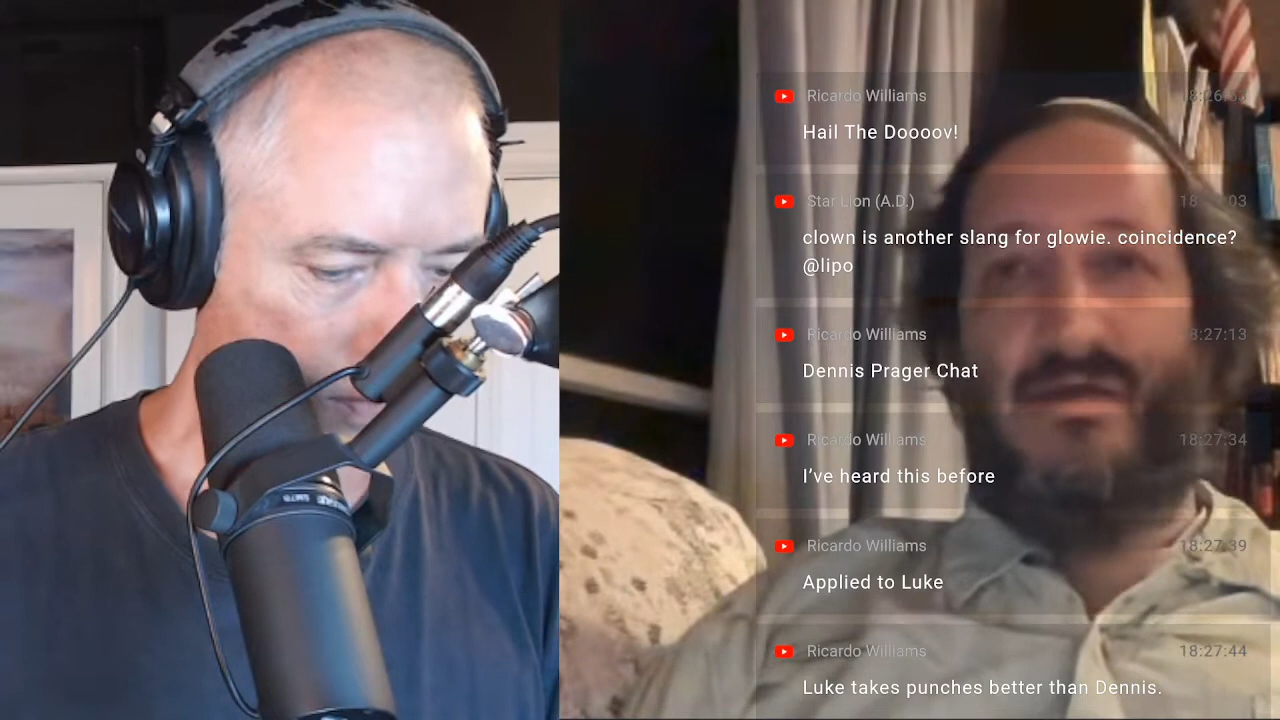 Ricardo Williams
Hail The Doooov!
Star Lion (A.D.)
clown is another slang for glowie. coincidence?
@lipo
Ricardo Williams 18:27:13
Dennis Prager Chat
Ricardo Williams 18:27:34
I've heard this before
Ricardo Williams 18:27:39
Applied to Luke
Ricardo Williams 18:27:44
Luke takes punches better than Dennis.